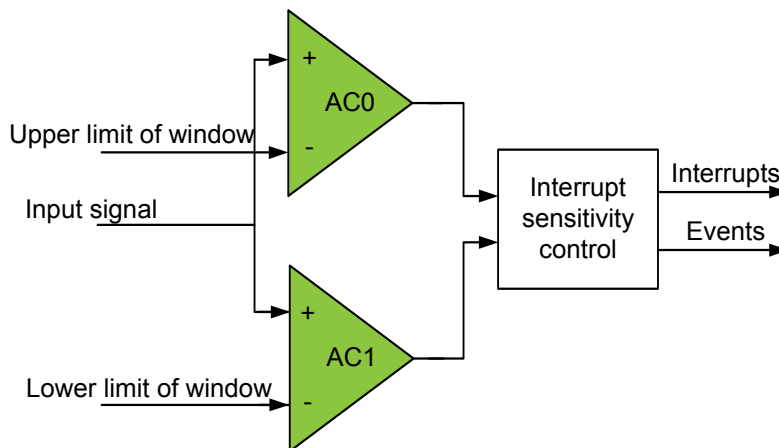 +
AC0
-
Upper limit of window
Input signal
Interrupt
sensitivity
control
Interrupts
Events
+
AC1
-
Lower limit of window